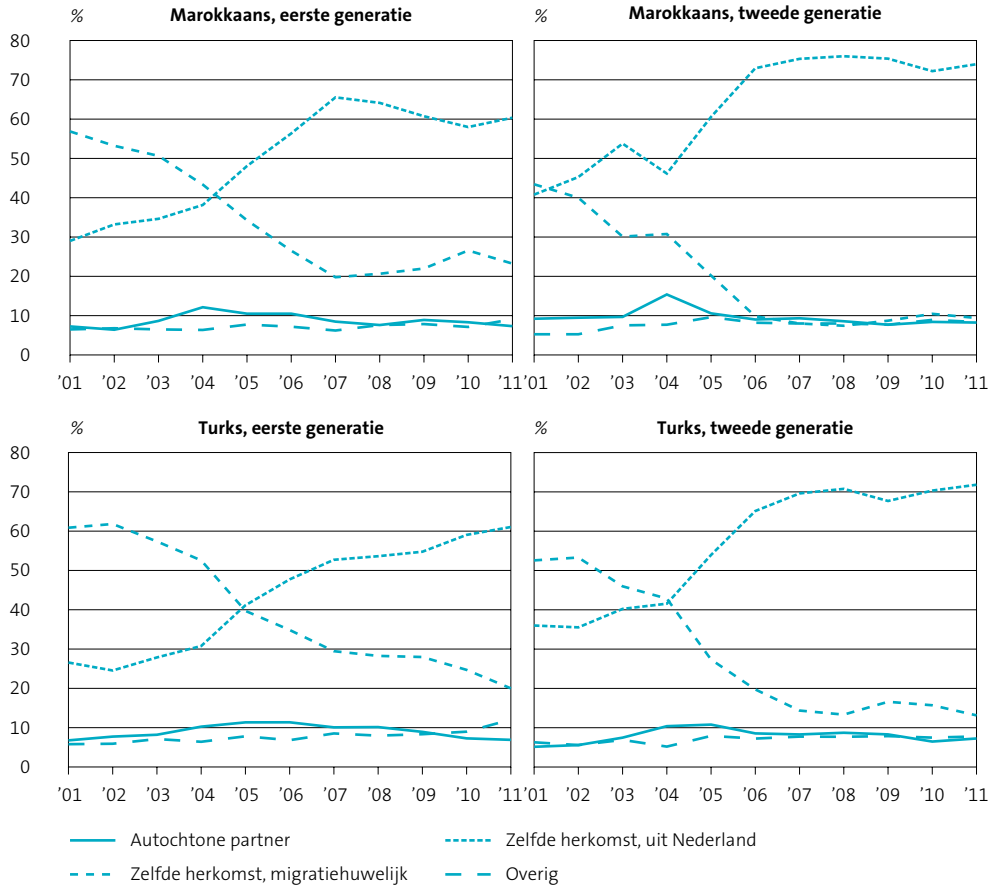 % Marokkaans, eerste generatie
80
70
60
50
40
30
20
10
0
’01 ’02 ’03 ’04 ’05 ’06 ’07 ’08 ’09 ’10 ’11
% Marokkaans, tweede generatie
’01 ’02 ’03 ’04 ’05 ’06 ’07 ’08 ’09 ’10 ’11
% Turks, eerste generatie
80
70
60
50
40
30
20
10
0
’01 ’02 ’03 ’04 ’05 ’06 ’07 ’08 ’09 ’10 ’11
% Turks, tweede generatie
’01 ’02 ’03 ’04 ’05 ’06 ’07 ’08 ’09 ’10 ’11
Autochtone partner
Zelfde herkomst, uit Nederland
Zelfde herkomst, migratiehuwelijk
Overig